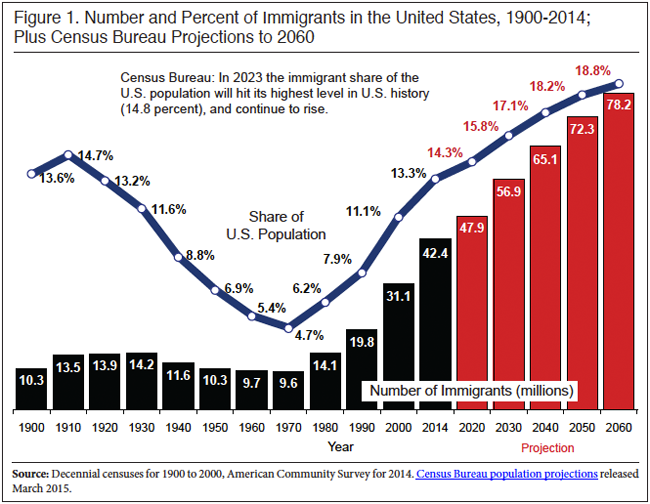 Figure 1. Number and Percent of Immigrants in the United States, 1900-2014;
Plus Census Bureau Projections to 2060
Census Bureau: In 2023 the immigrant share of the
U.S. population will hit its highest level in U.S. history
(14.8 percent), and continue to rise.
13.6% 14.7% 13.2% 11.6% 8.8% 6.9% 5.4% 4.7% 6.2% 7.9% 11.1% 13.3% 14.3% 15.8% 17.1% 18.2% 18.8%
Share of
U.S. Population
10.3 13.5 13.9 14.2 11.6 10.3 9.7 9.6 14.1 19.8 31.1 42.4 47.9 56.9 65.1 72.3 78.2
Number of Immigrants (millions)
1900 1910 1920 1930 1940 1950 1960 1970 1980 1990 2000 2014 2020 2030 2040 2050 2060
Year Projection
Source: Decennial censuses for 1900 to 2000, American Community Survey for 2014. Census Bureau population projections released
March 2015.